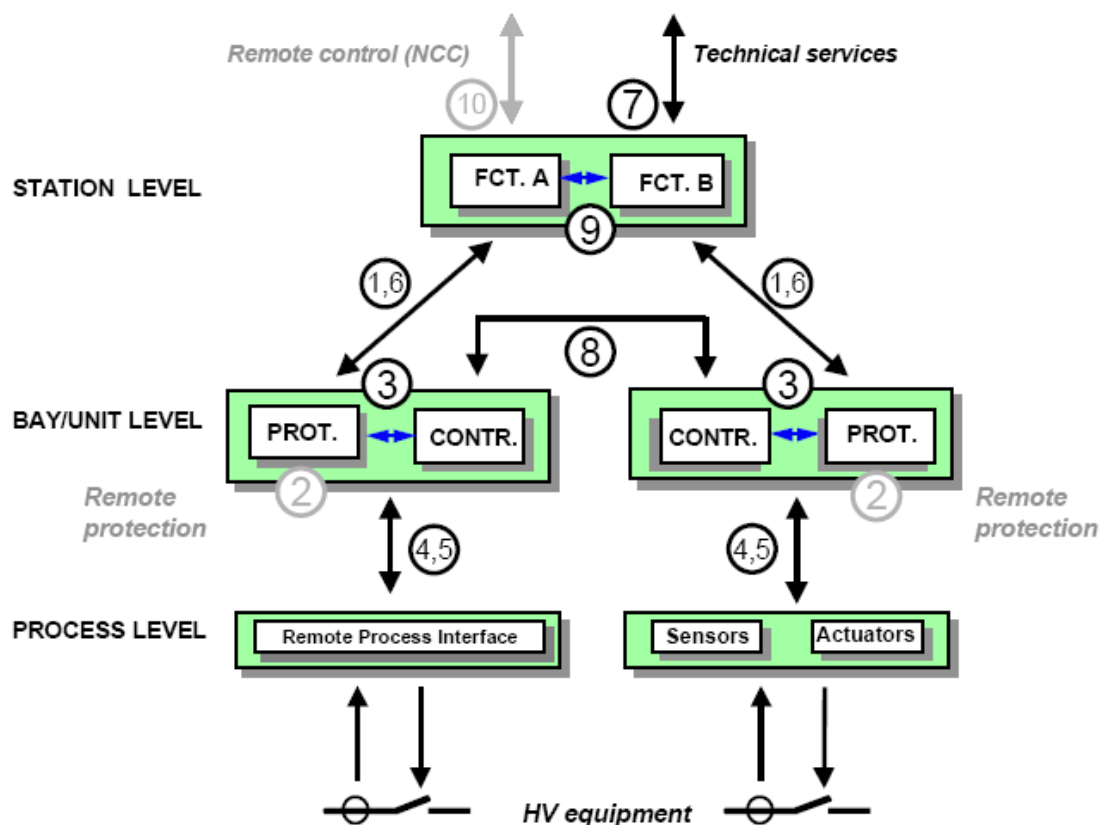 Remote control (NCC)
Technical services
10
7
STATION LEVEL
FCT. A
FCT. B
9
1,6
1,6
8
3
3
BAY/UNIT LEVEL
PROT.
CONTR.
CONTR.
PROT.
2
2
Remote
protection
Remote
protection
4,5
4,5
PROCESS LEVEL
Remote Process Interface
Sensors
Actuators
HV equipment